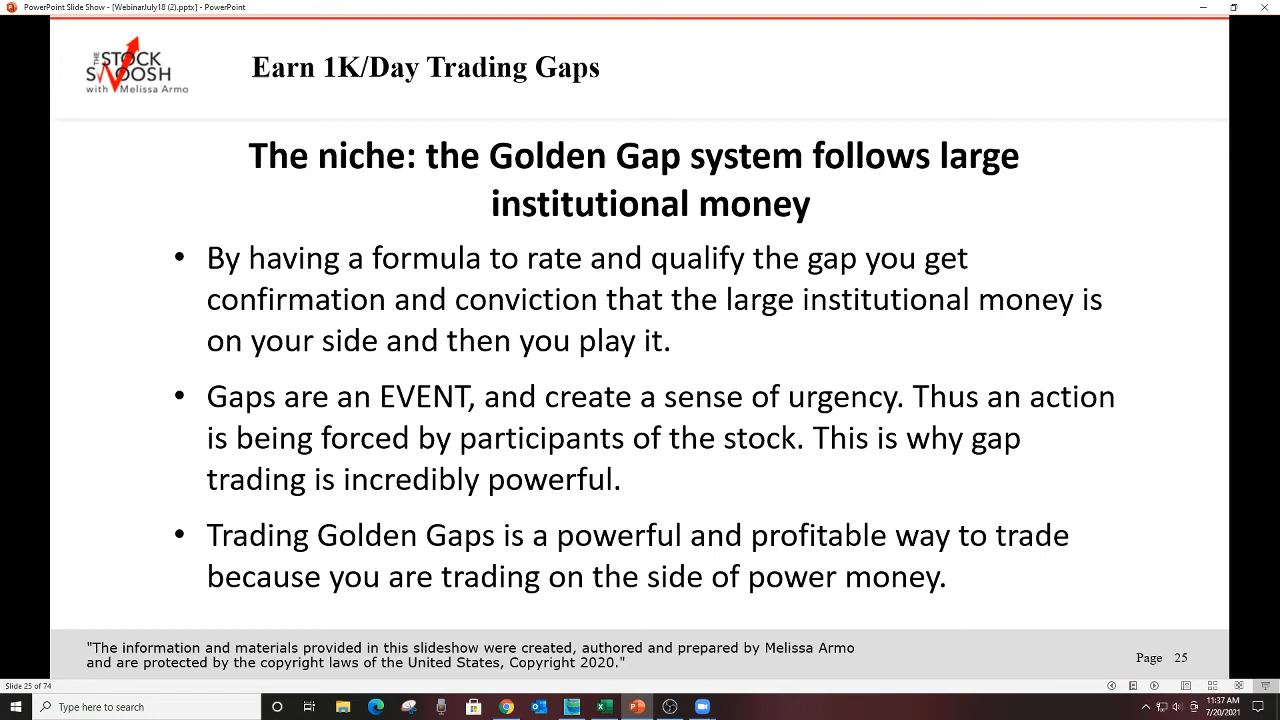 PowerPoint Slide Show - [WebinarJuly18 (2).pptx] - PowerPoint
THE STOCK
SWOOSH
with Melissa Armo
Earn 1K/Day Trading Gaps
The niche: the Golden Gap system follows large
institutional money
• By having a formula to rate and qualify the gap you get
confirmation and conviction that the large institutional money is
on your side and then you play it.
• Gaps are an EVENT, and create a sense of urgency. Thus an action
is being forced by participants of the stock. This is why gap
trading is incredibly powerful.
• Trading Golden Gaps is a powerful and profitable way to trade
because you are trading on the side of power money.
"The information and materials provided in this slideshow were created, authored and prepared by Melissa Armo
and are protected by the copyright laws of the United States, Copyright 2020."
Page 25
Slide 25 of 74
Type here to search
11:37 AM
7/20/2021